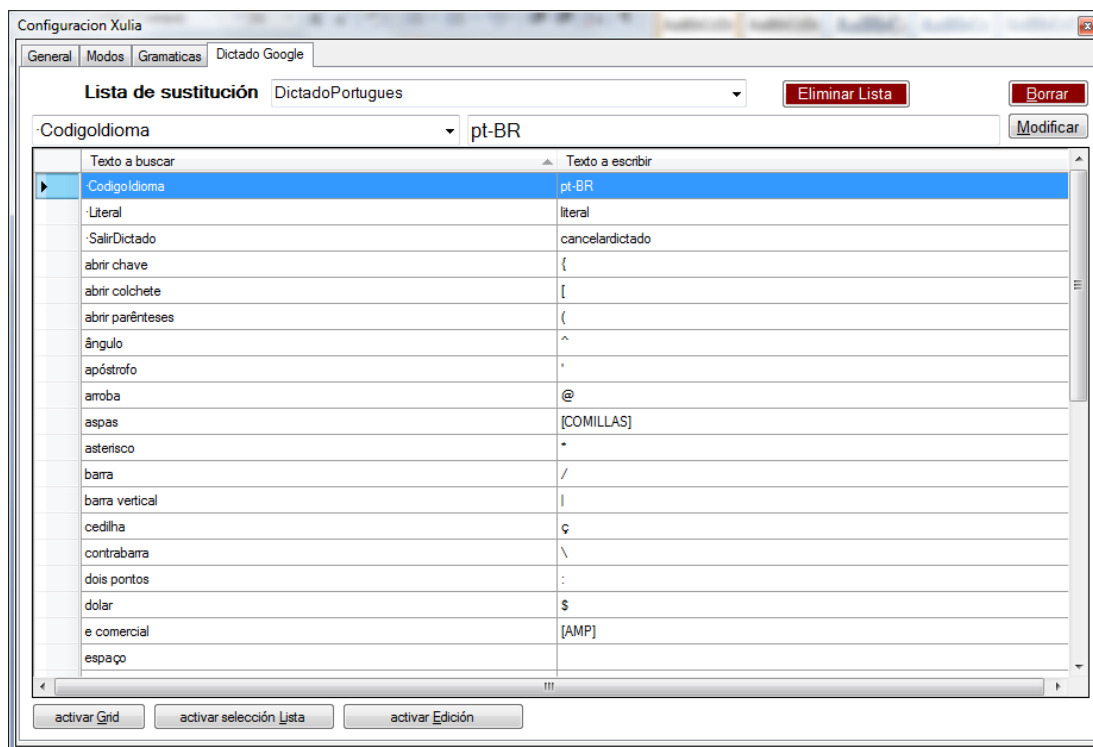 Configuracion Xulia
General Modos Gramaticas Dictado Google
Lista de sustitución DictadoPortugues Eliminar Lista Borrar
·CodigoIdioma pt-BR Modificar
Texto a buscar Texto a escribir
·CodigoIdioma pt-BR
·Literal literal
·SalirDictado cancelardictado
abrir chave {
abrir colchete [
abrir parênteses (
ângulo ^
apóstrofo '
arroba @
aspas [COMILLAS]
asterisco *
barra /
barra vertical |
cedilha ç
contrabarra \
dois pontos :
dolar $
e comercial [AMP]
espaço
activar Grid activar selección Lista activar Edición